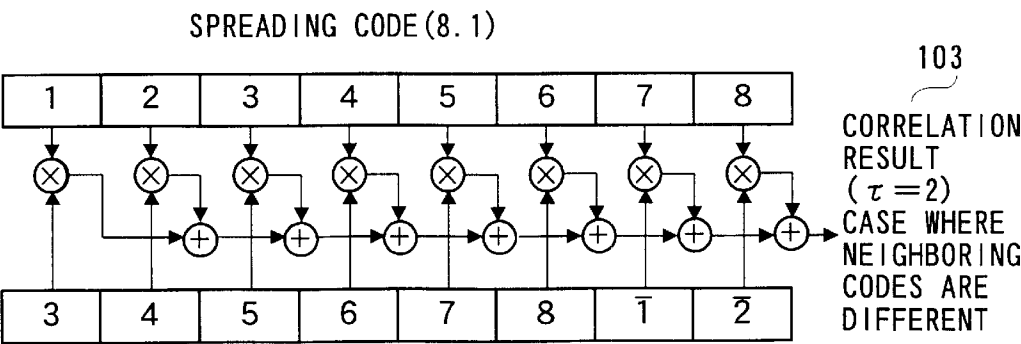 SPREADING CODE(8.1)
103
1 2 3 4 5 6 7 8
CORRELATION
RESULT
(τ=2)
CASE WHERE
NEIGHBORING
CODES ARE
DIFFERENT
3 4 5 6 7 8 1̅ 2̅